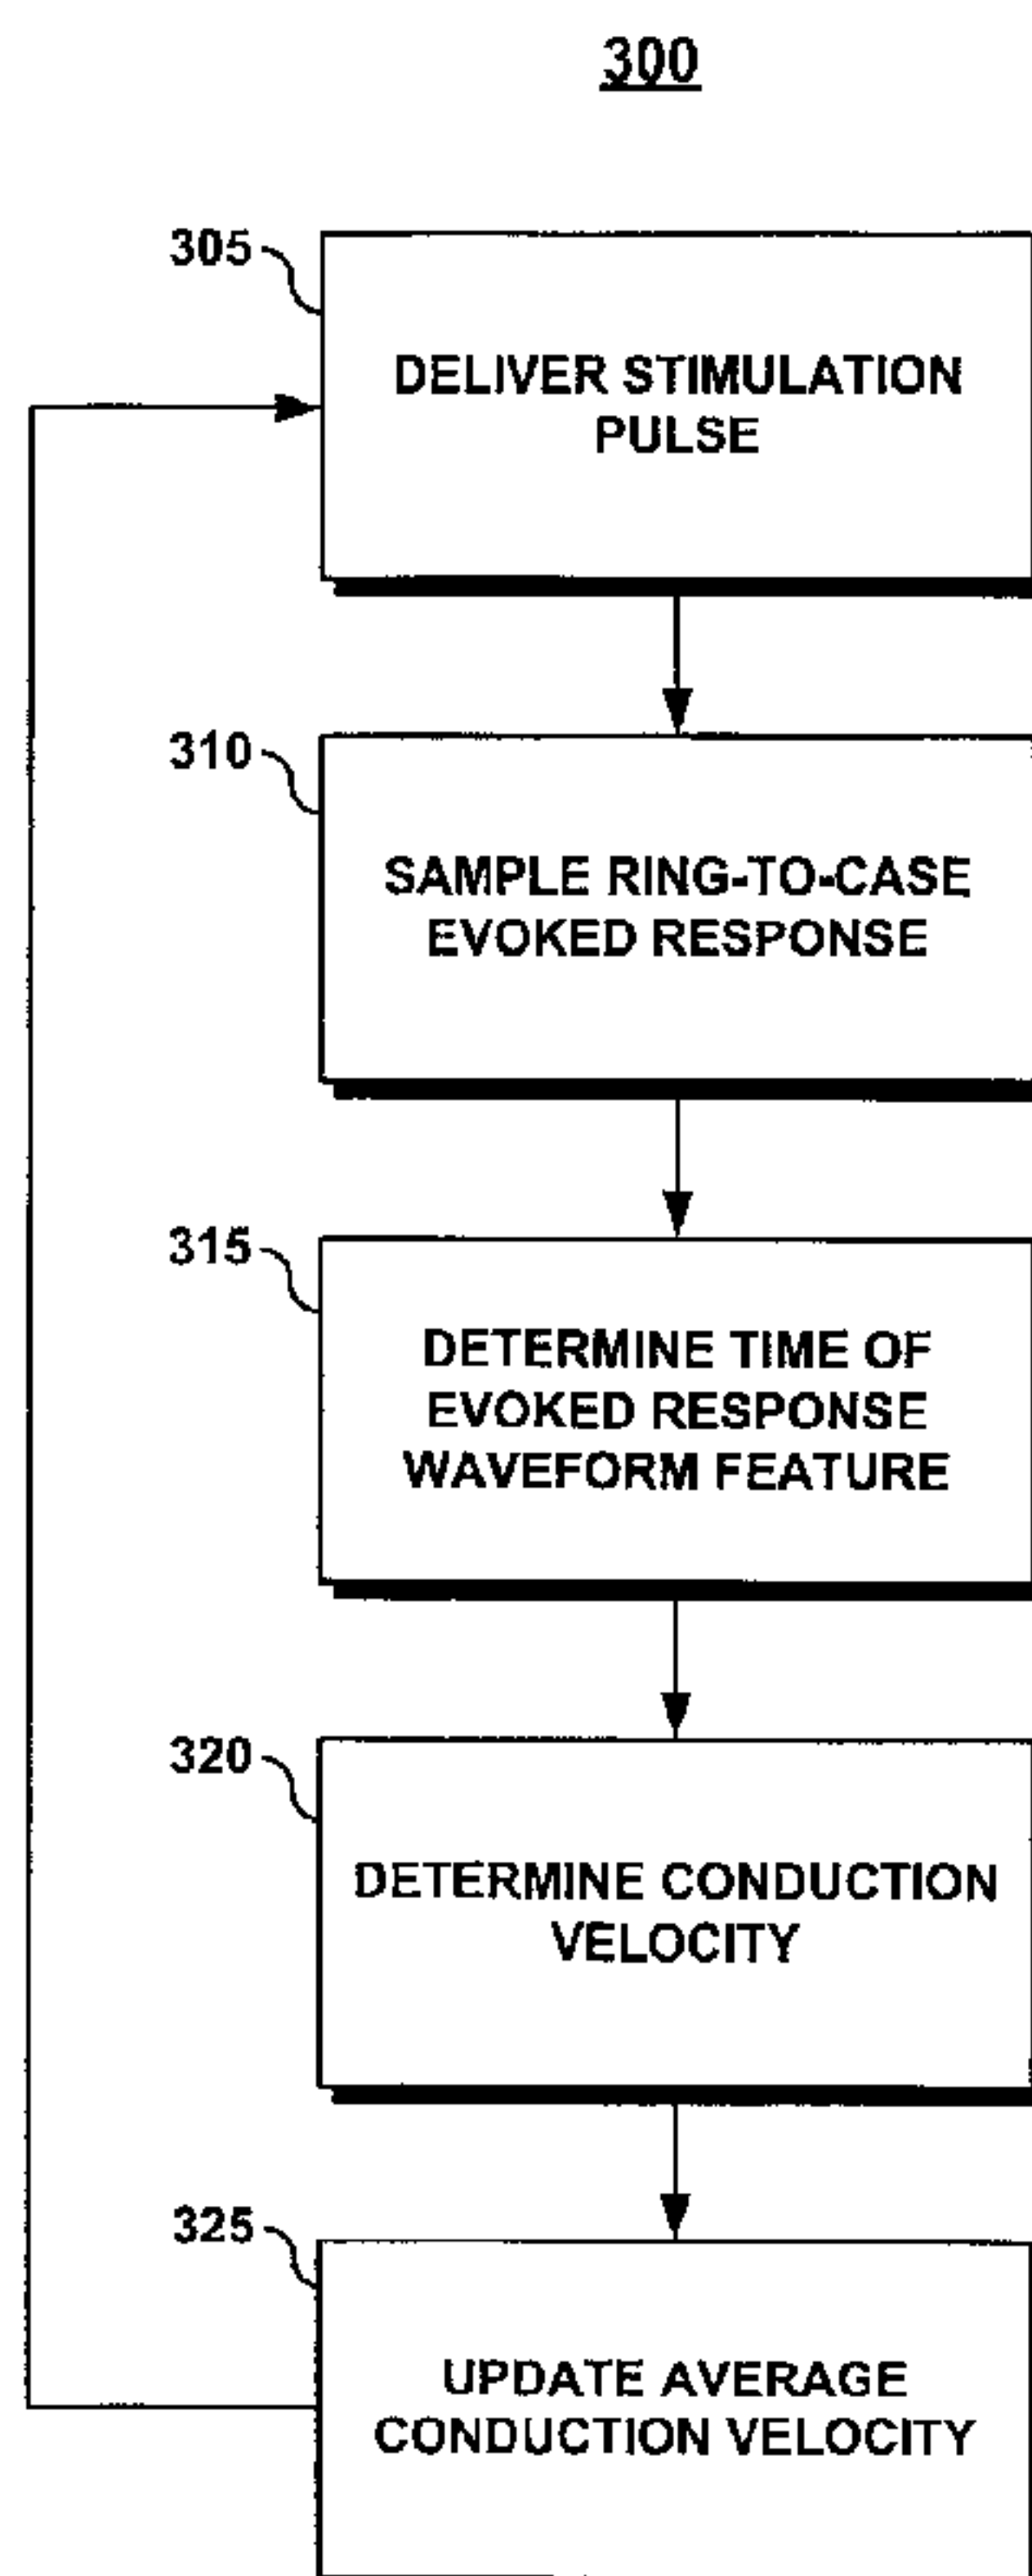 300
305
DELIVER STIMULATION
PULSE
310
SAMPLE RING-TO-CASE
EVOKED RESPONSE
315
DETERMINE TIME OF
EVOKED RESPONSE
WAVEFORM FEATURE
320
DETERMINE CONDUCTION
VELOCITY
325
UPDATE AVERAGE
CONDUCTION VELOCITY